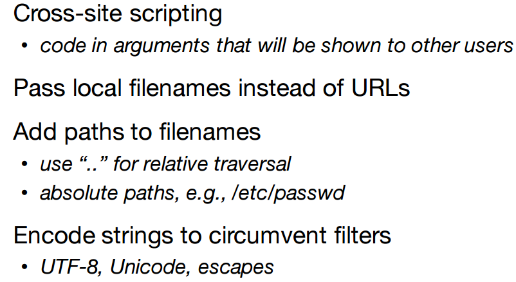 Cross-site scripting
• code in arguments that will be shown to other users
Pass local filenames instead of URLs
Add paths to filenames
• use “..” for relative traversal
• absolute paths, e.g., /etc/passwd
Encode strings to circumvent filters
• UTF-8, Unicode, escapes